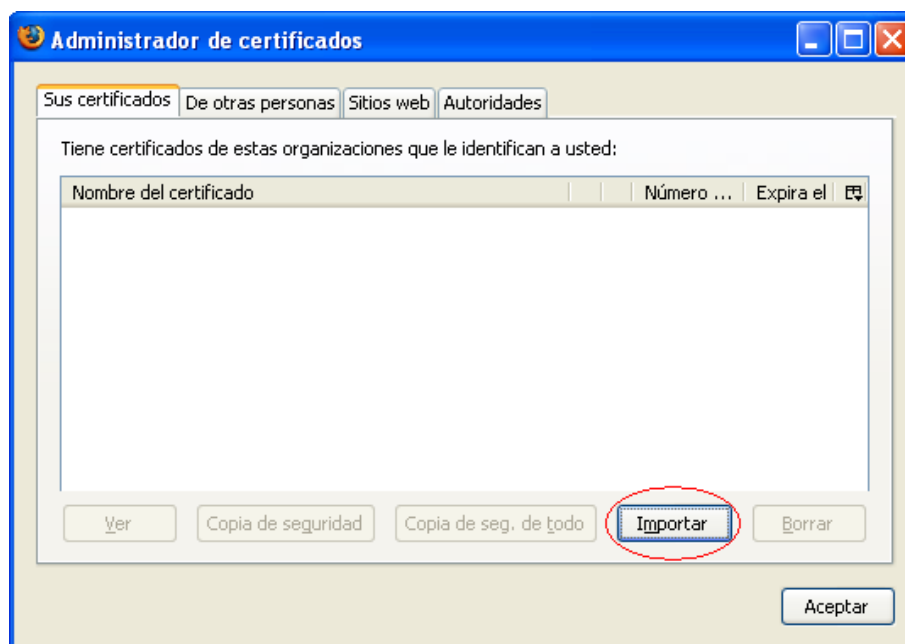 Administrador de certificados
Sus certificados De otras personas Sitios web Autoridades
Tiene certificados de estas organizaciones que le identifican a usted:
Nombre del certificado Número ... Expira el
Ver Copia de seguridad Copia de seg. de todo Importar Borrar
Aceptar